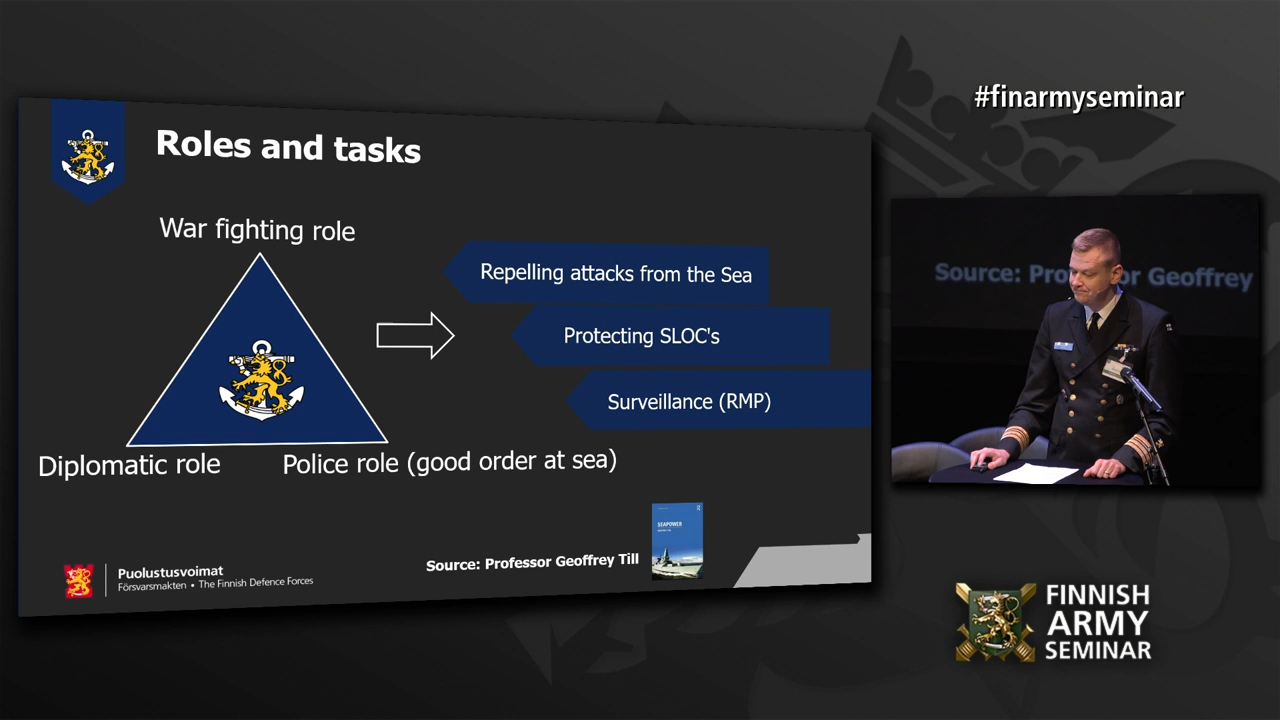 #finarmyseminar
Roles and tasks
War fighting role
Repelling attacks from the Sea
Protecting SLOC's
Surveillance (RMP)
Diplomatic role
Police role (good order at sea)
SEAPOWER
Source: Professor Geoffrey Till
Puolustusvoimat
Försvarsmakten • The Finnish Defence Forces
Source: Pro or Geoffrey
FINNISH
ARMY
SEMINAR